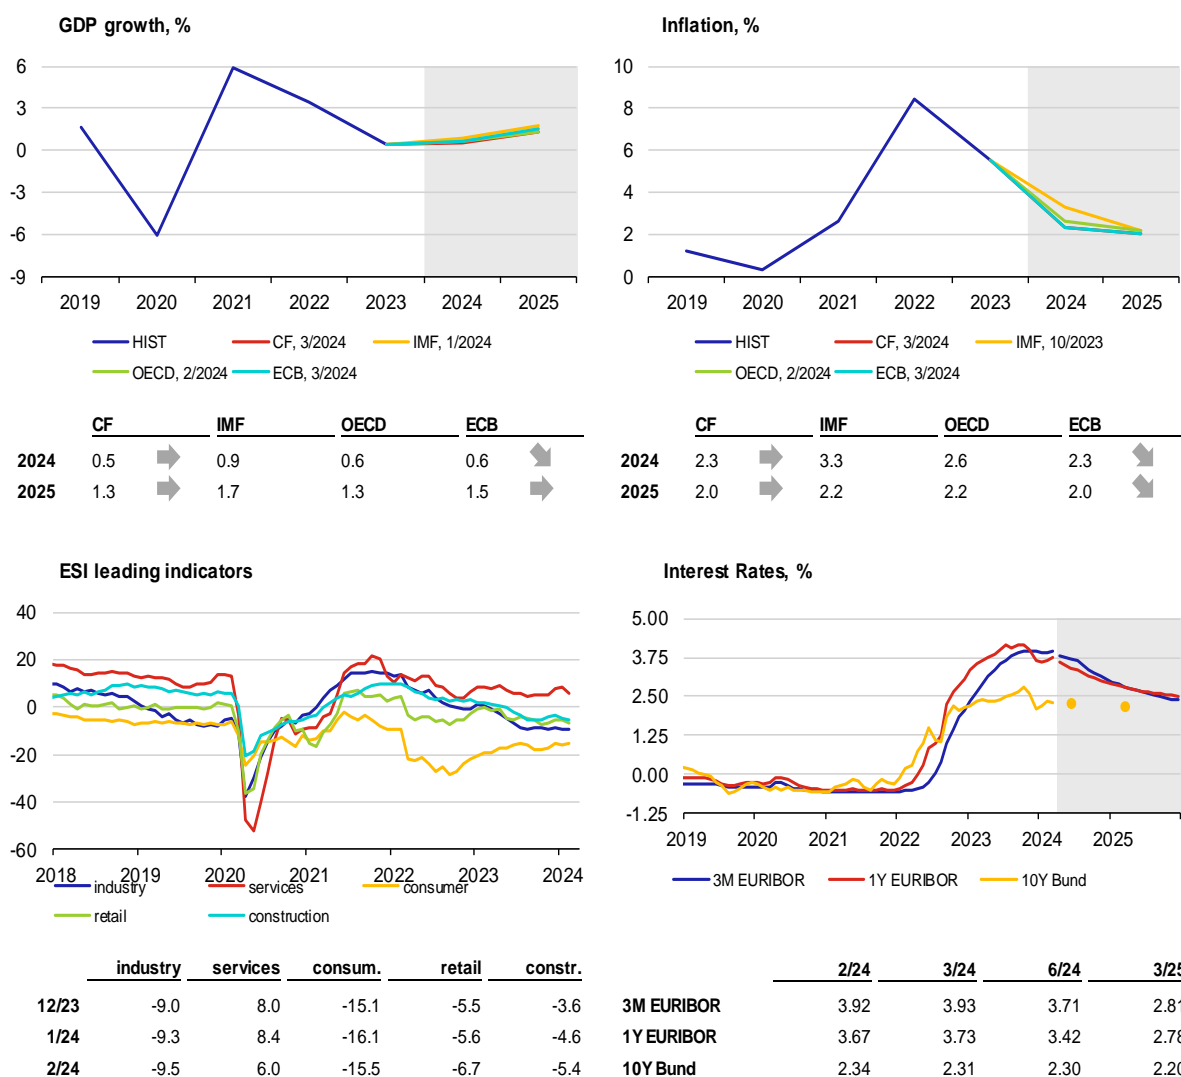 GDP growth, %
6
3
0
-3
-6
-9
2019 2020 2021 2022 2023 2024 2025
HIST CF, 3/2024 IMF, 1/2024
OECD, 2/2024 ECB, 3/2024
CF IMF OECD ECB
2024 0.5 0.9 0.6 0.6
2025 1.3 1.7 1.3 1.5
Inflation, %
10
8
6
4
2
0
2019 2020 2021 2022 2023 2024 2025
HIST CF, 3/2024 IMF, 10/2023
OECD, 2/2024 ECB, 3/2024
CF IMF OECD ECB
2024 2.3 3.3 2.6 2.3
2025 2.0 2.2 2.2 2.0
ESI leading indicators
40
20
0
-20
-40
-60
2018 2019 2020 2021 2022 2023 2024
industry services consumer
retail construction
industry services consum. retail constr.
12/23 -9.0 8.0 -15.1 -5.5 -3.6
1/24 -9.3 8.4 -16.1 -5.6 -4.6
2/24 -9.5 6.0 -15.5 -6.7 -5.4
Interest Rates, %
5.00
3.75
2.50
1.25
0.00
-1.25
2019 2020 2021 2022 2023 2024 2025
3M EURIBOR 1Y EURIBOR 10Y Bund
2/24 3/24 6/24 3/25
3M EURIBOR 3.92 3.93 3.71 2.81
1Y EURIBOR 3.67 3.73 3.42 2.78
10Y Bund 2.34 2.31 2.30 2.20